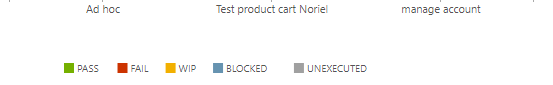 Ad hoc Test product cart Noriel manage account
PASS FAIL WIP BLOCKED UNEXECUTED